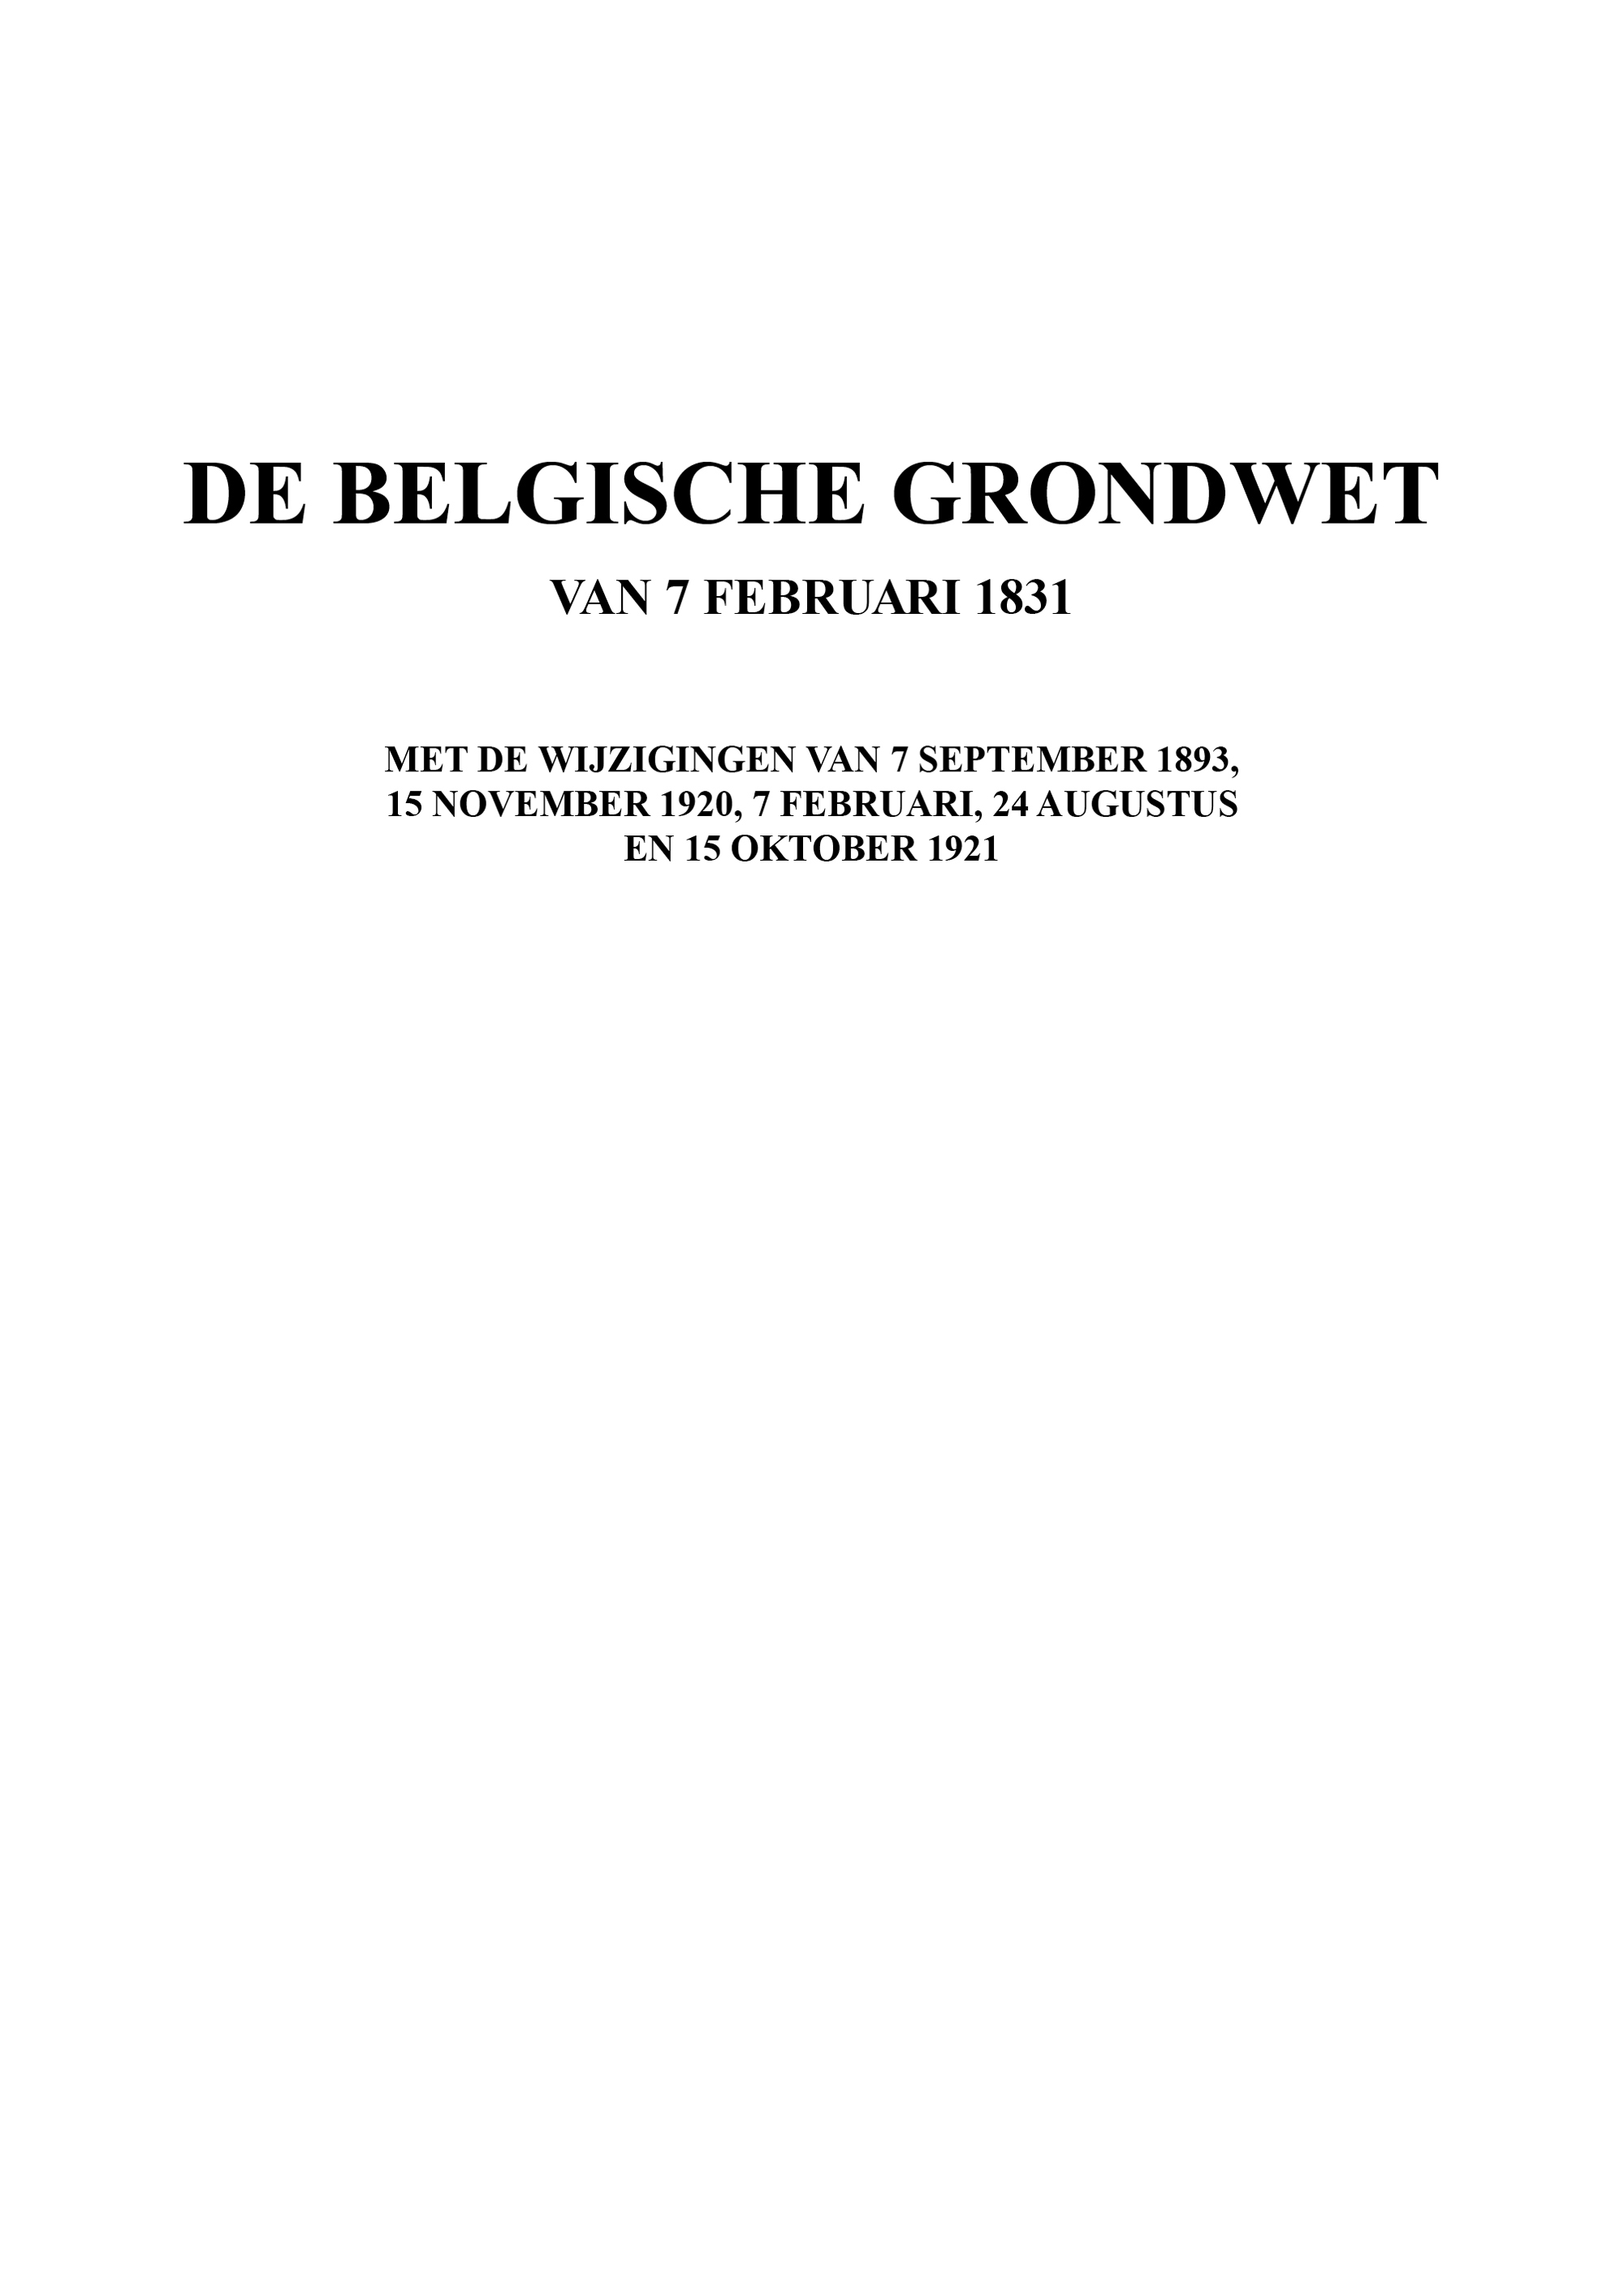 DE BELGISCHE GRONDWET
VAN 7 FEBRUARI 1831
MET DE WIJZIGINGEN VAN 7 SEPTEMBER 1893,
15 NOVEMBER 1920, 7 FEBRUARI, 24 AUGUSTUS
EN 15 OKTOBER 1921